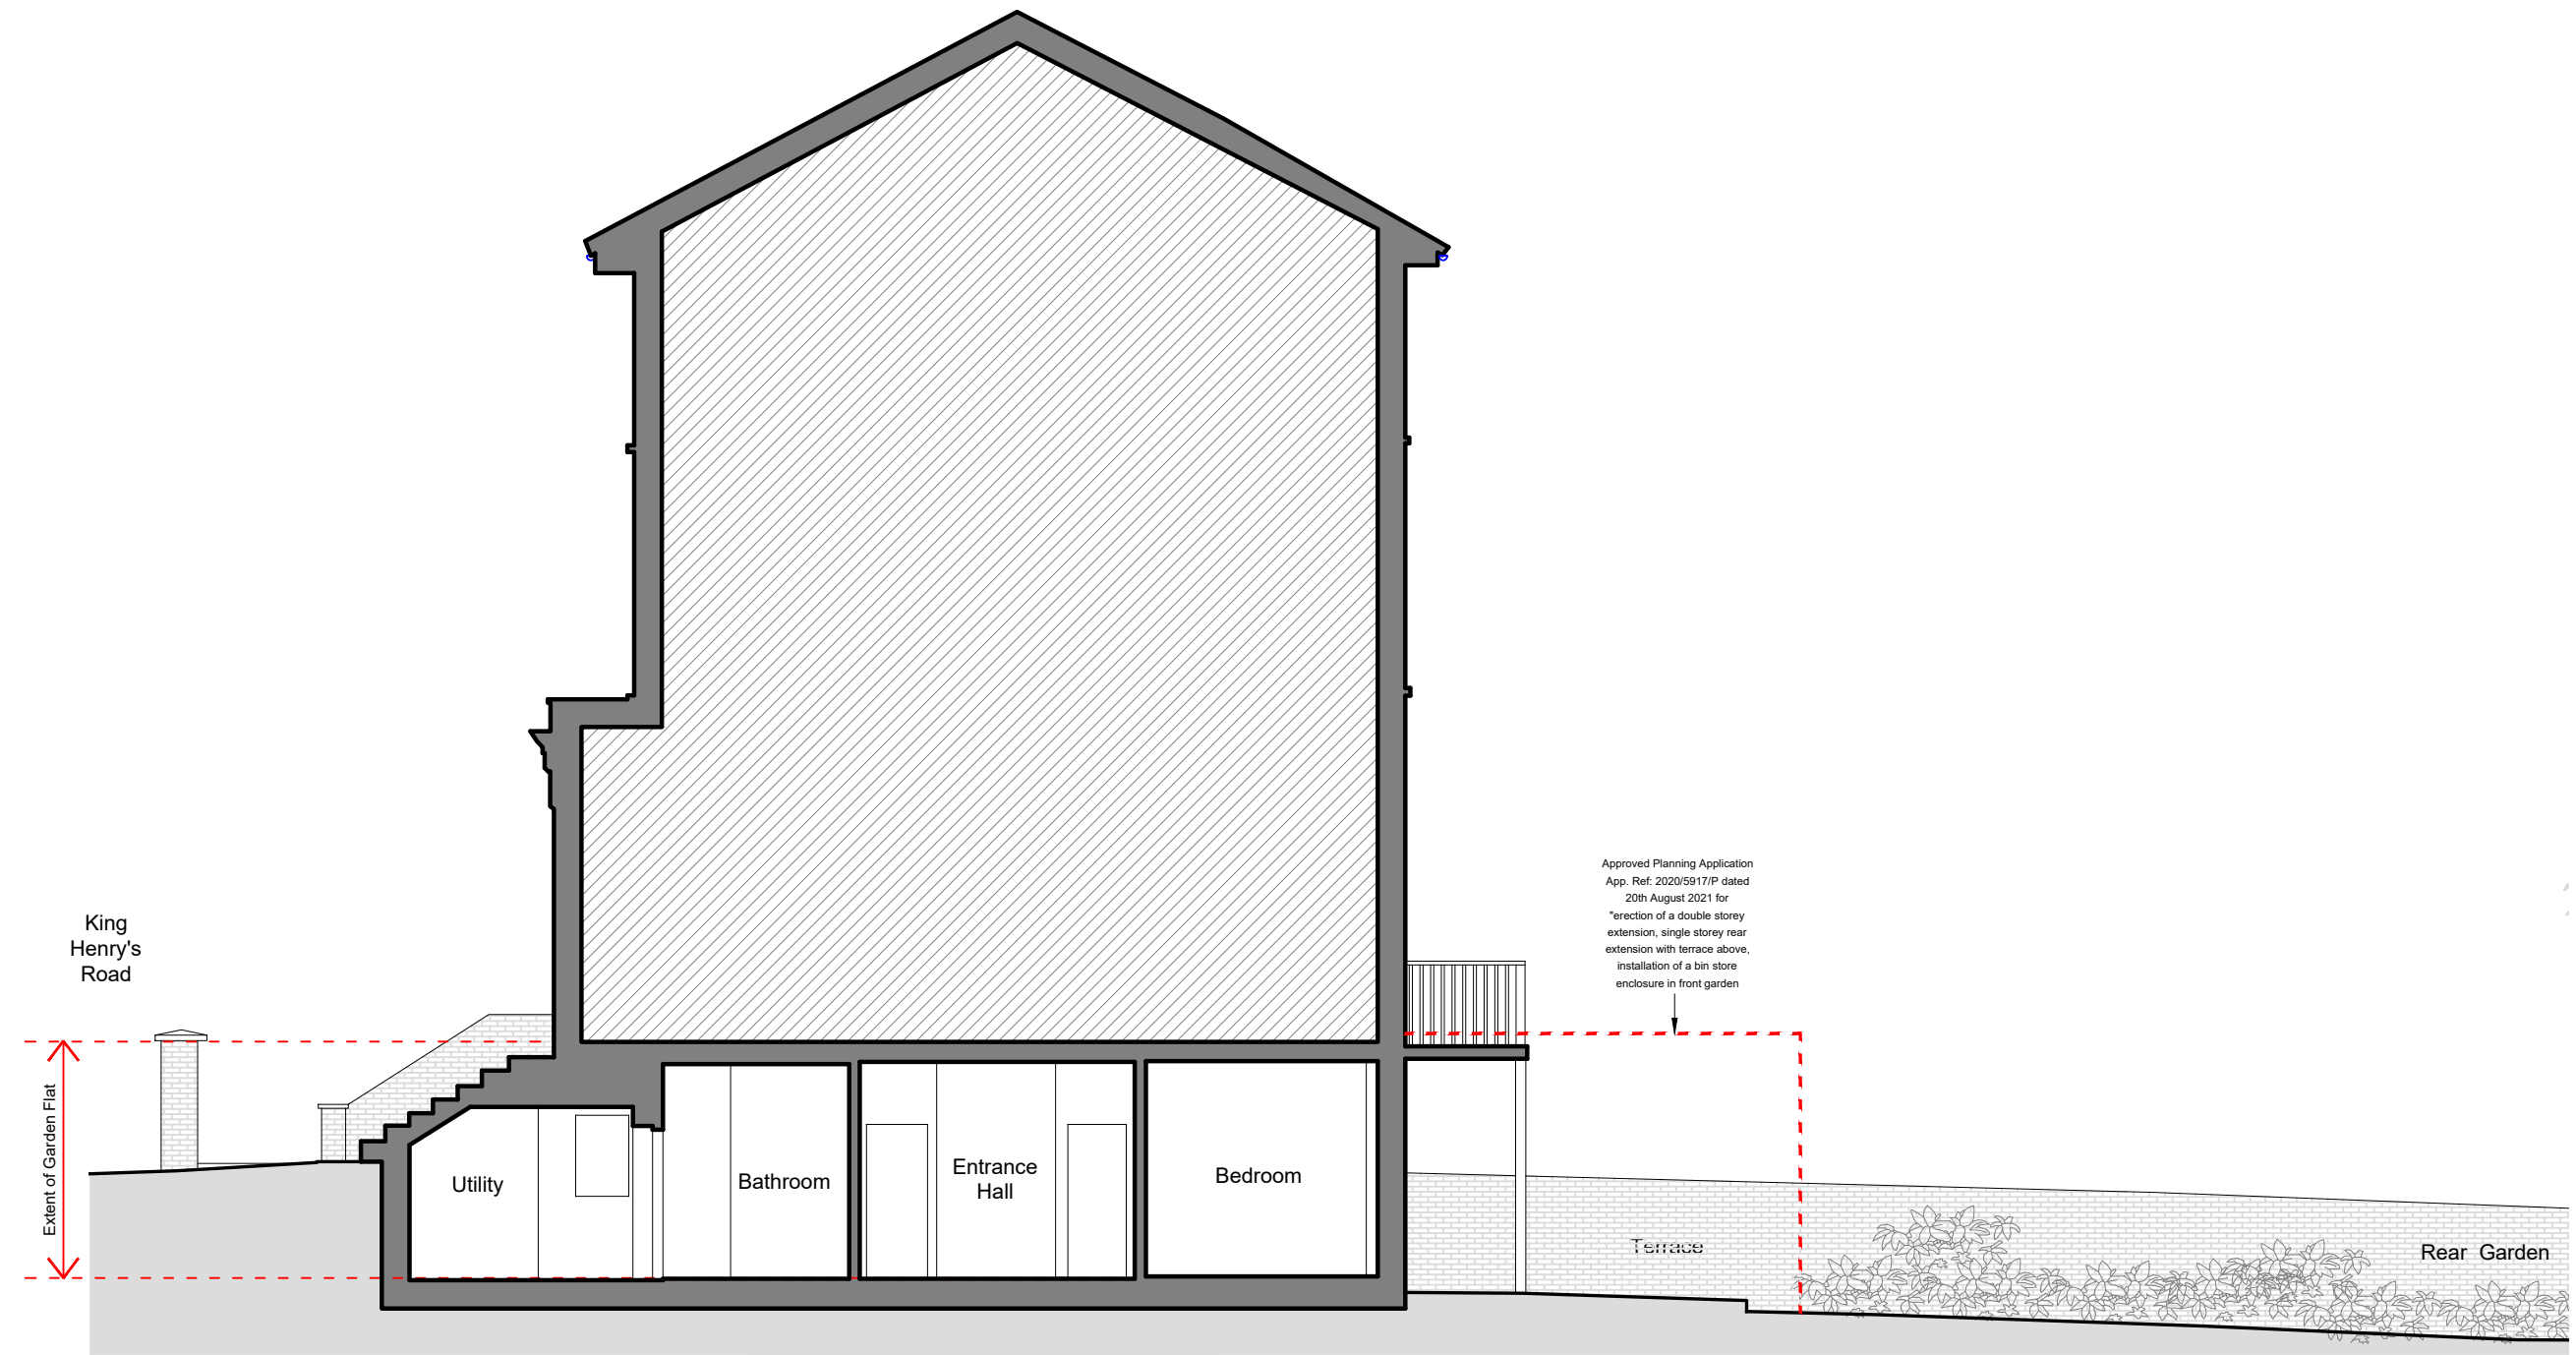 King
Henry's
Road
Extent of Garden Flat
Utility
Bathroom
Entrance
Hall
Bedroom
Approved Planning Application
App. Ref: 2020/5917/P dated
20th August 2021 for
"erection of a double storey
extension, single storey rear
extension with terrace above,
installation of a bin store
enclosure in front garden
Terrace
Rear Garden